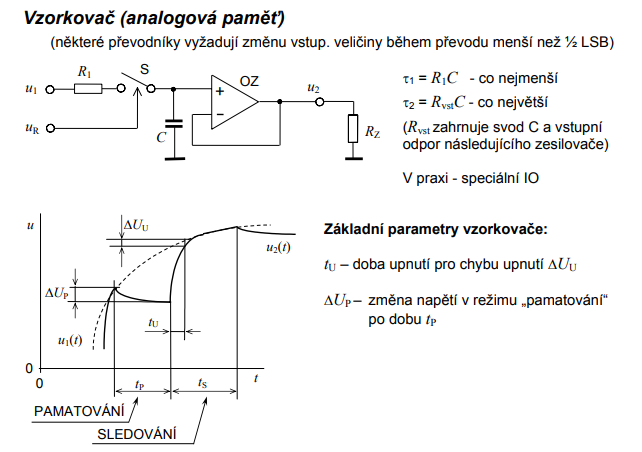 Vzorkovač (analogová paměť)
(některé převodníky vyžadují změnu vstup. veličiny během převodu menší než ½ LSB)
R1
S
OZ
u1
u2
uR
C
RZ
+
–
τ1 = R1C - co nejmenší
τ2 = RvstC - co největší
(Rvst zahrnuje svod C a vstupní
odpor následujícího zesilovače)
V praxi - speciální IO
u
ΔUU
u2(t)
ΔUP
tU
u1(t)
0
0
tP
tS
t
PAMATOVÁNÍ
SLEDOVÁNÍ
Základní parametry vzorkovače:
tU – doba upnutí pro chybu upnutí ΔUU
ΔUP – změna napětí v režimu „pamatování“
po dobu tP